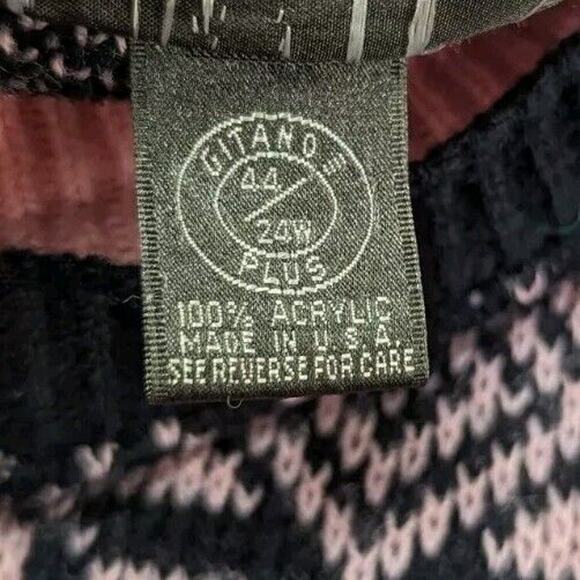 GITANO®
44/
24W
PLUS
100% ACRYLIC
MADE IN U.S.A.
SEE REVERSE FOR CARE